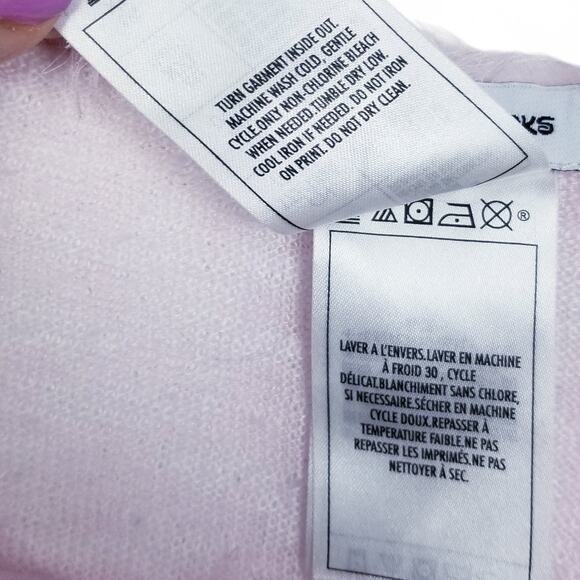 TURN GARMENT INSIDE OUT.
MACHINE WASH COLD, GENTLE
CYCLE.ONLY NON-CHLORINE BLEACH
WHEN NEEDED.TUMBLE DRY LOW.
COOL IRON IF NEEDED. DO NOT IRON
ON PRINT. DO NOT DRY CLEAN.
®
LAVER A L'ENVERS.LAVER EN MACHINE
À FROID 30 , CYCLE
DÉLICAT.BLANCHIMENT SANS CHLORE,
SI NECESSAIRE.SÉCHER EN MACHINE
CYCLE DOUX.REPASSER À
TEMPERATURE FAIBLE.NE PAS
REPASSER LES IMPRIMÉS.NE PAS
NETTOYER À SEC.